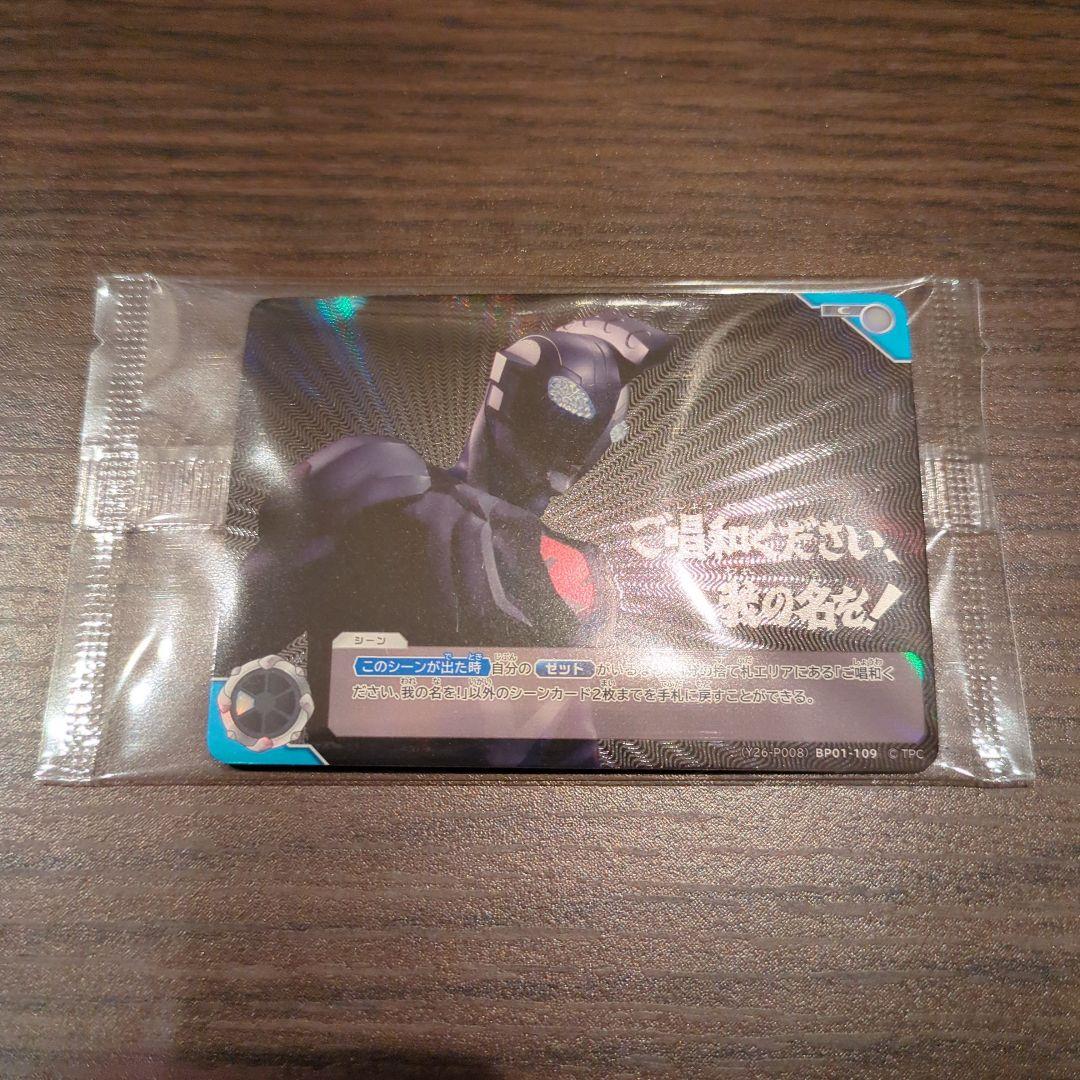 ご唱和ください、
我の名を!
シーン
このシーンが出た時 自分の ゼット がいる 捨て札エリアにある「ご唱和く
ださい、我の名を!」以外のシーンカード2枚までを手札に戻すことができる。
(Y26-P008) BP01-109 © TPC